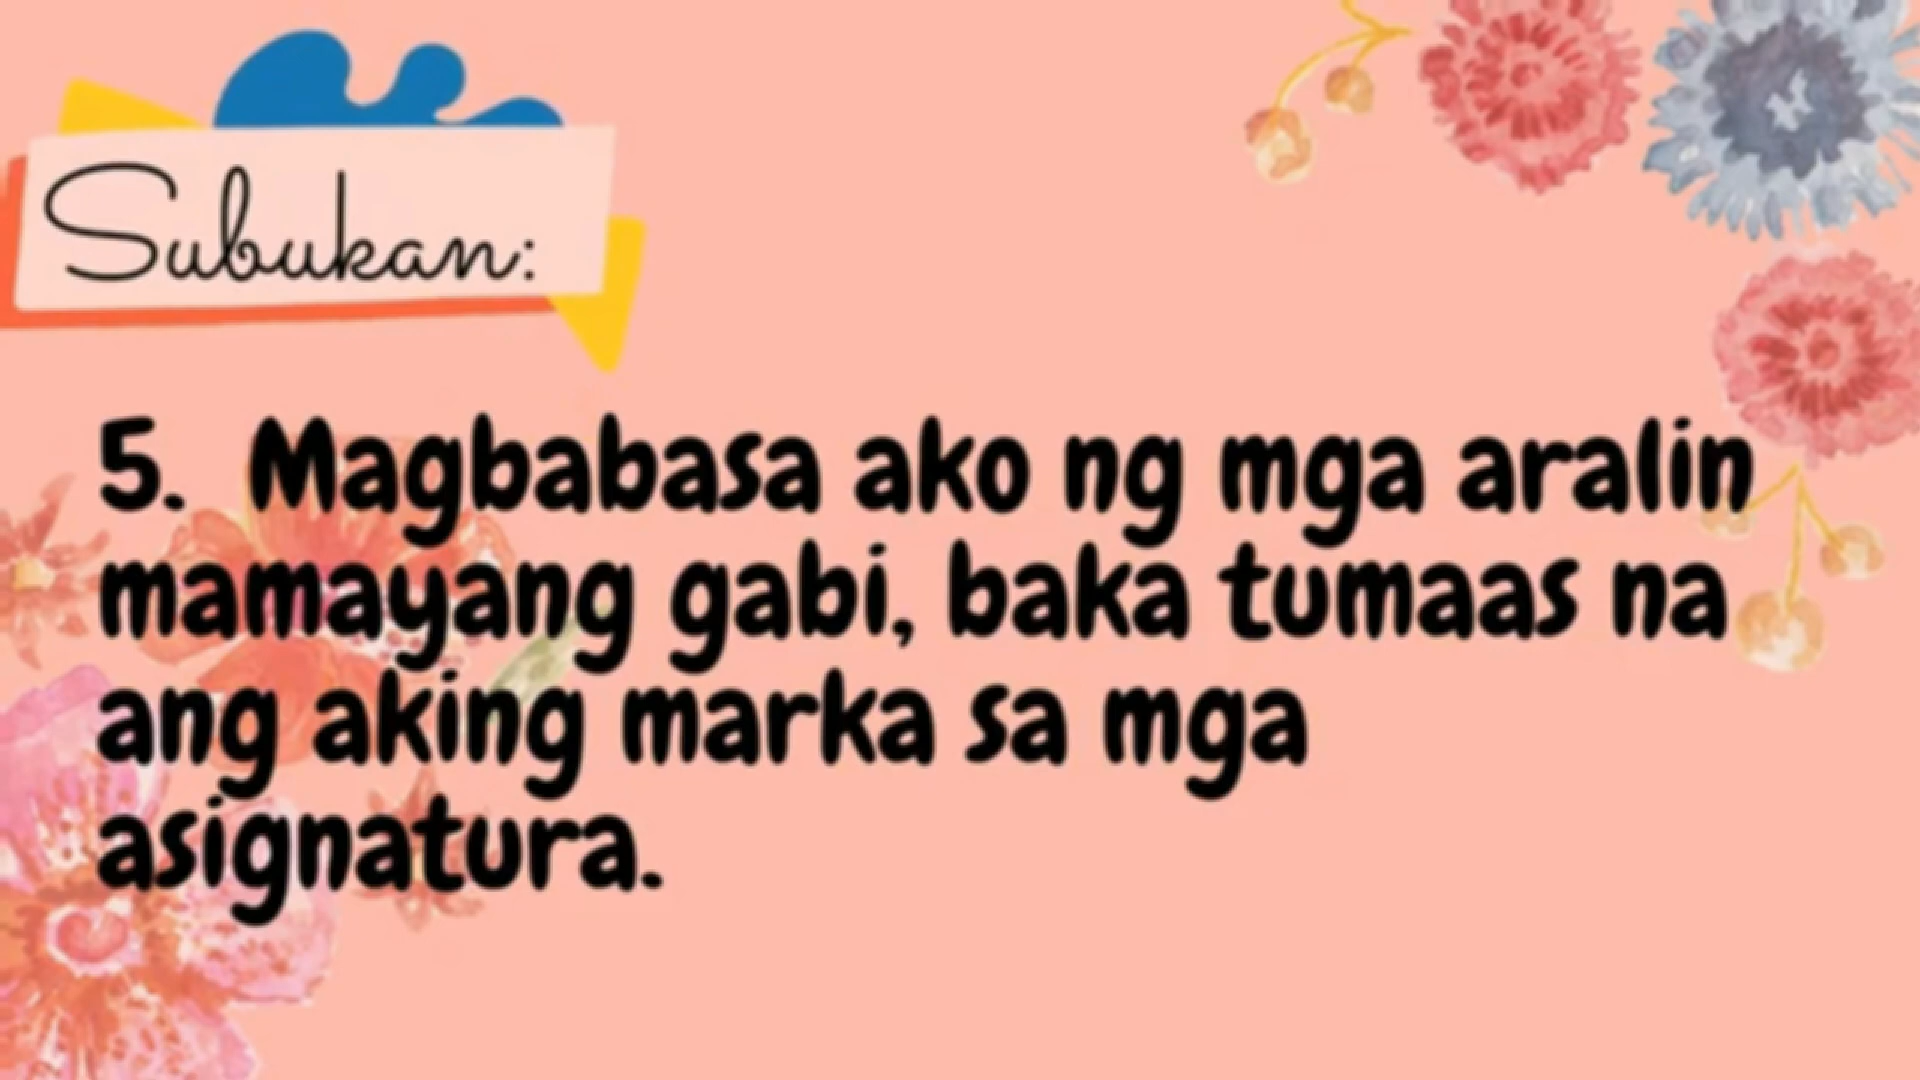 Subukan:
5. Magbabasa ako ng mga aralin
mamayang gabi, baka tumaas na
ang aking marka sa mga
asignatura.